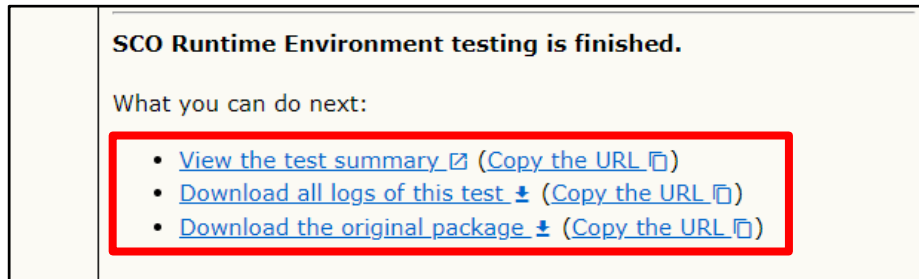 SCO Runtime Environment testing is finished.
What you can do next:
• View the test summary (Copy the URL)
• Download all logs of this test (Copy the URL)
• Download the original package (Copy the URL)